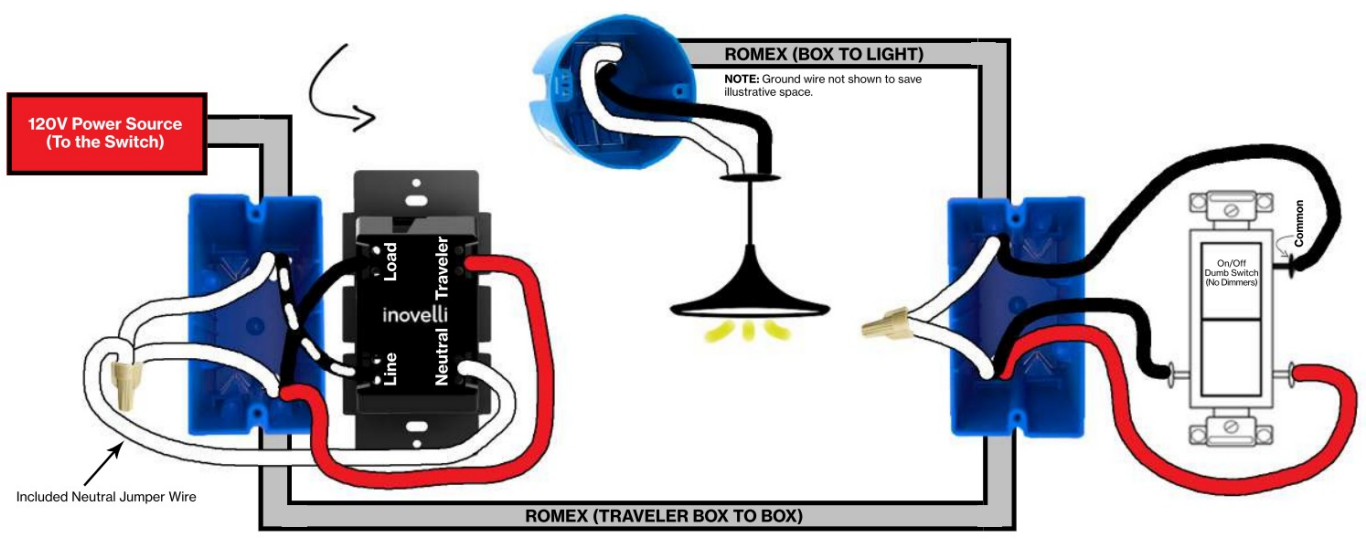 ROMEX (BOX TO LIGHT)
NOTE: Ground wire not shown to save
illustrative space.
120V Power Source
(To the Switch)
Load
Traveler
inovelli
Line
Neutral
Common
On/Off
Dumb Switch
(No Dimmers)
Included Neutral Jumper Wire
ROMEX (TRAVELER BOX TO BOX)